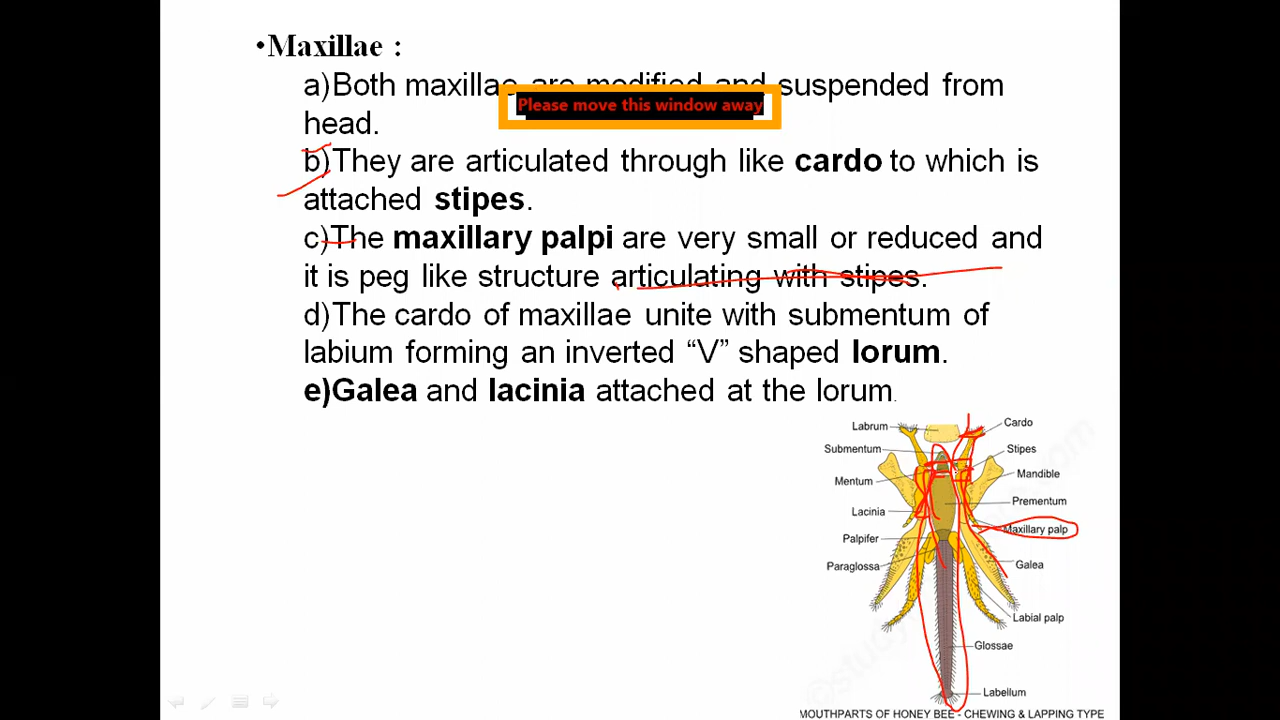 •Maxillae :
a)Both maxillae are modified and suspended from
Please move this window away
head.
b)They are articulated through like cardo to which is
attached stipes.
c)The maxillary palpi are very small or reduced and
it is peg like structure articulating with stipes.
d)The cardo of maxillae unite with submentum of
labium forming an inverted “V” shaped lorum.
e)Galea and lacinia attached at the lorum.
Labrum
Cardo
Submentum
Stipes
Mandible
Mentum
Prementum
Lacinia
Maxillary palp
Palpifer
Paraglossa
Galea
Labial palp
Glossae
Labellum
MOUTHPARTS OF HONEY BEE - CHEWING & LAPPING TYPE